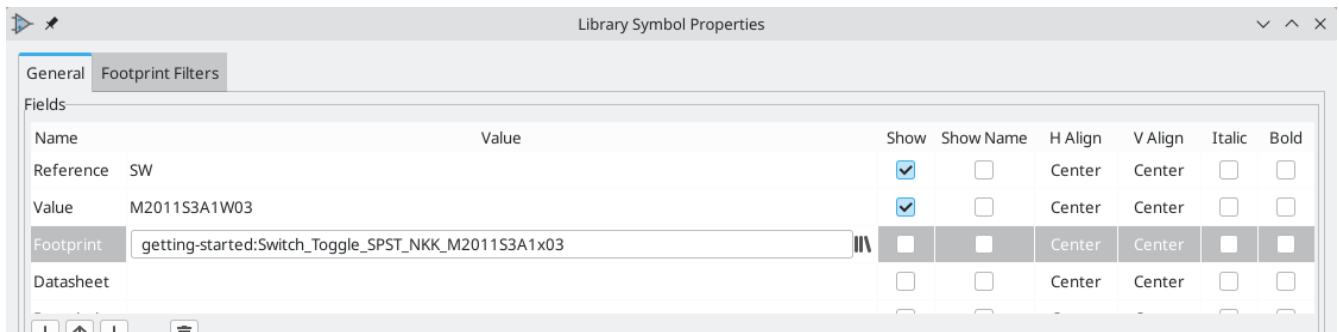 Library Symbol Properties
General Footprint Filters
Fields
Name Value Show Show Name H Align V Align Italic Bold
Reference SW Center Center
Value M2011S3A1W03 Center Center
Footprint getting-started:Switch_Toggle_SPST_NKK_M2011S3A1x03 Center Center
Datasheet Center Center